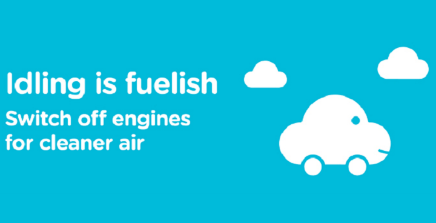 Idling is fuelish
Switch off engines
for cleaner air